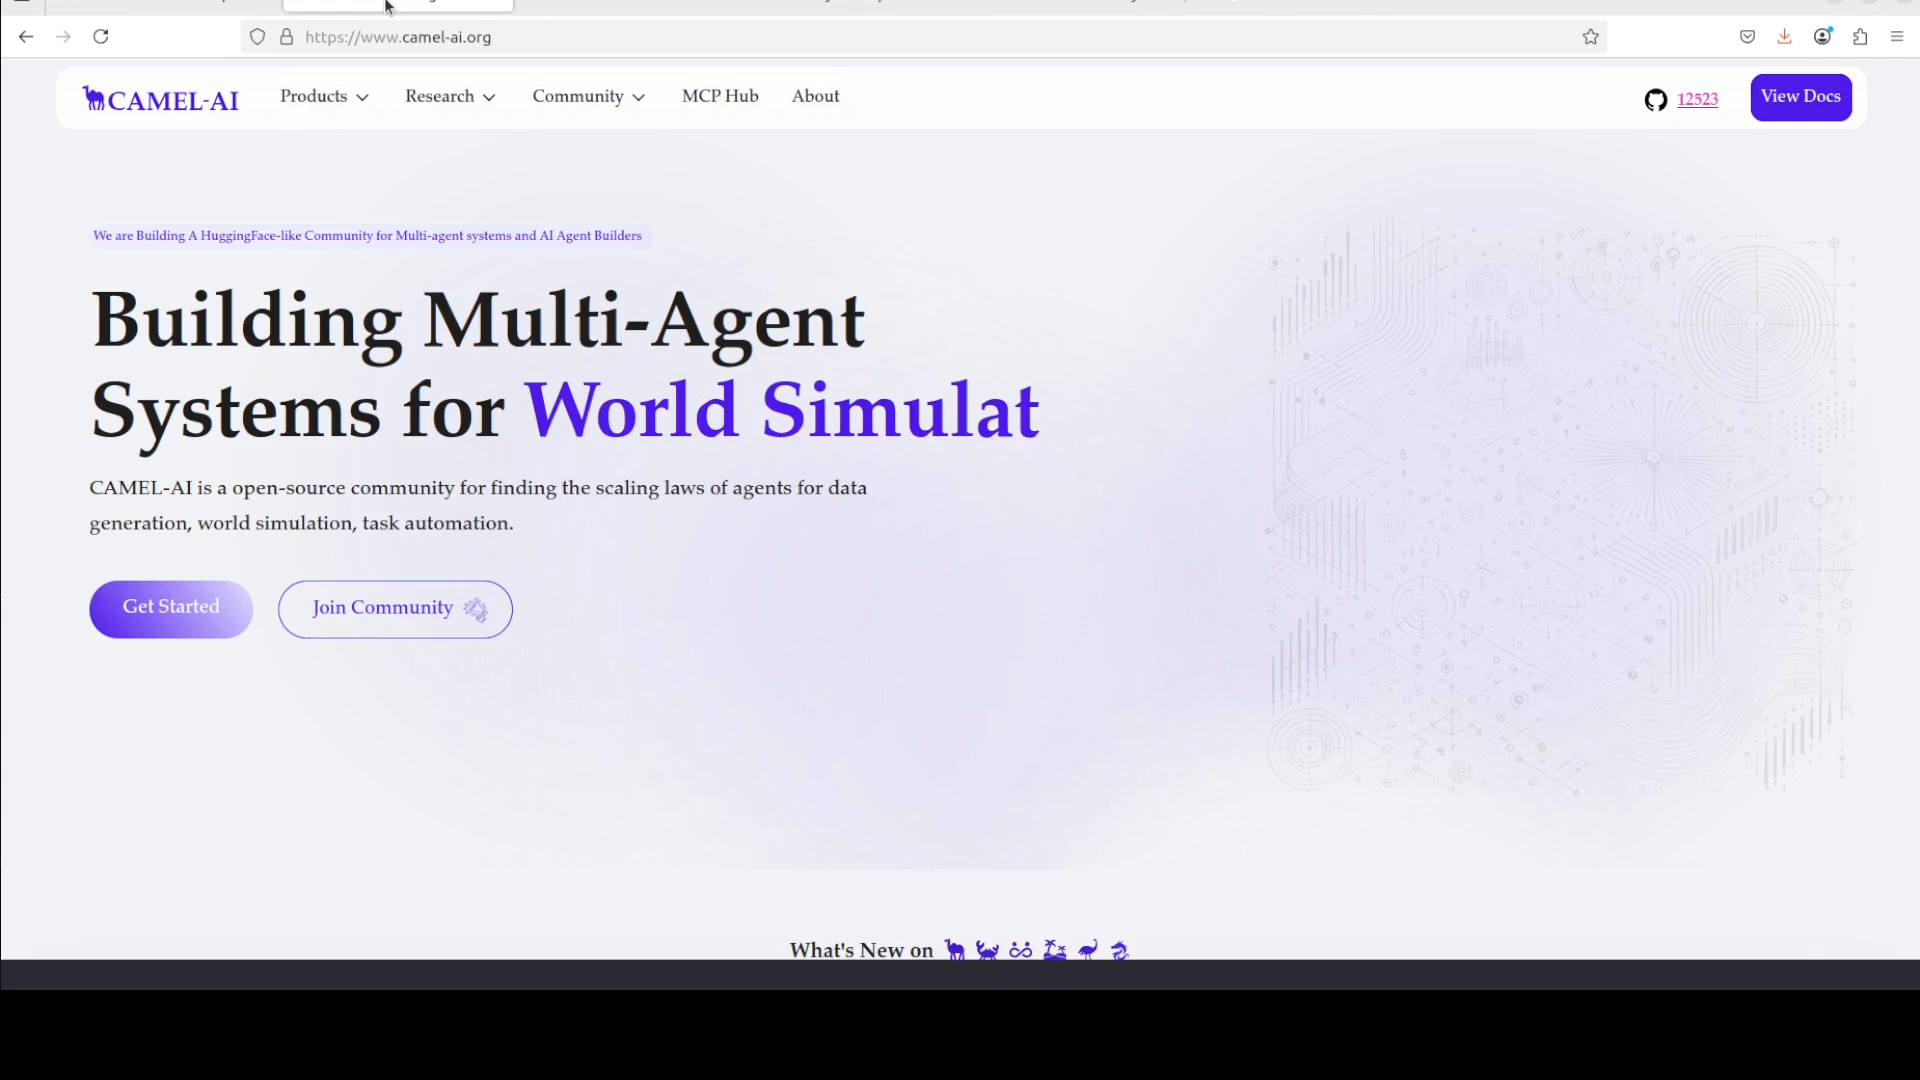 https://www.camel-ai.org
CAMEL-AI
Products
Research
Community
MCP Hub
About
12523
View Docs
We are Building A HuggingFace-like Community for Multi-agent systems and AI Agent Builders
Building Multi-Agent
Systems for World Simulat
CAMEL-AI is a open-source community for finding the scaling laws of agents for data
generation, world simulation, task automation.
Get Started
Join Community
What's New on